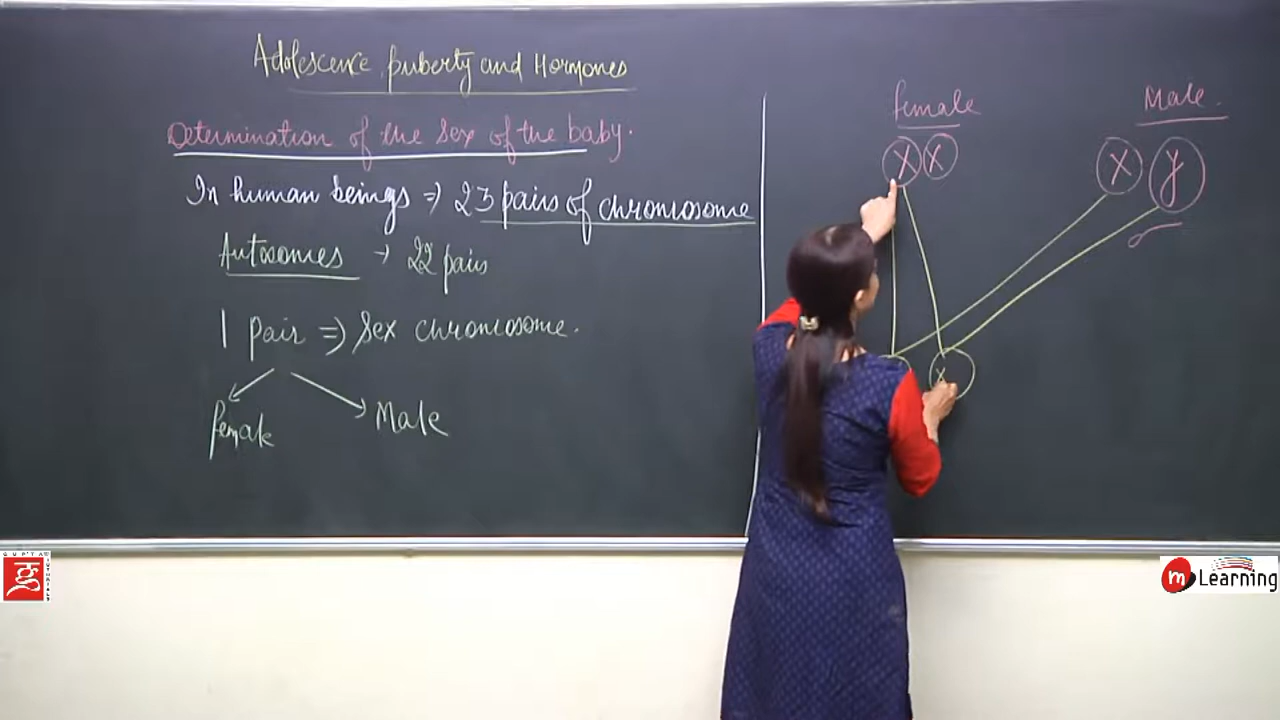 Adolescence, puberty and Hormones
Determination of the Sex of the baby.
In human beings ⇒ 23 pairs of chromosome
Autosomes → 22 pairs
1 Pair ⇒ Sex chromosome.
female
Male
female
Male.
X X
X y
x
GUPTA
m Learning